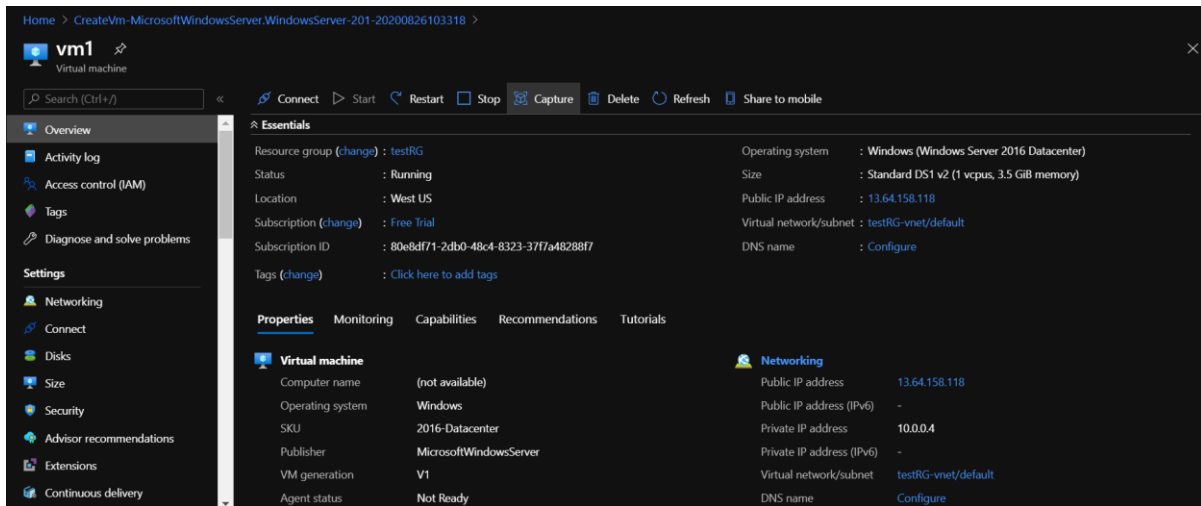 Home > CreateVm-MicrosoftWindowsServer.WindowsServer-201-20200826103318 >
vm1
Virtual machine
Search (Ctrl+/)
«
Overview
Activity log
Access control (IAM)
Tags
Diagnose and solve problems
Settings
Networking
Connect
Disks
Size
Security
Advisor recommendations
Extensions
Continuous delivery
Connect Start Restart Stop Capture Delete Refresh Share to mobile
Essentials
Resource group (change) : testRG
Status : Running
Location : West US
Subscription (change) : Free Trial
Subscription ID : 80e8df71-2db0-48c4-8323-37f7a48288f7
Tags (change) : Click here to add tags
Operating system : Windows (Windows Server 2016 Datacenter)
Size : Standard DS1 v2 (1 vcpus, 3.5 GiB memory)
Public IP address : 13.64.158.118
Virtual network/subnet : testRG-vnet/default
DNS name : Configure
Properties Monitoring Capabilities Recommendations Tutorials
Virtual machine
Computer name (not available)
Operating system Windows
SKU 2016-Datacenter
Publisher MicrosoftWindowsServer
VM generation V1
Agent status Not Ready
Networking
Public IP address 13.64.158.118
Public IP address (IPv6) -
Private IP address 10.0.0.4
Private IP address (IPv6) -
Virtual network/subnet testRG-vnet/default
DNS name Configure